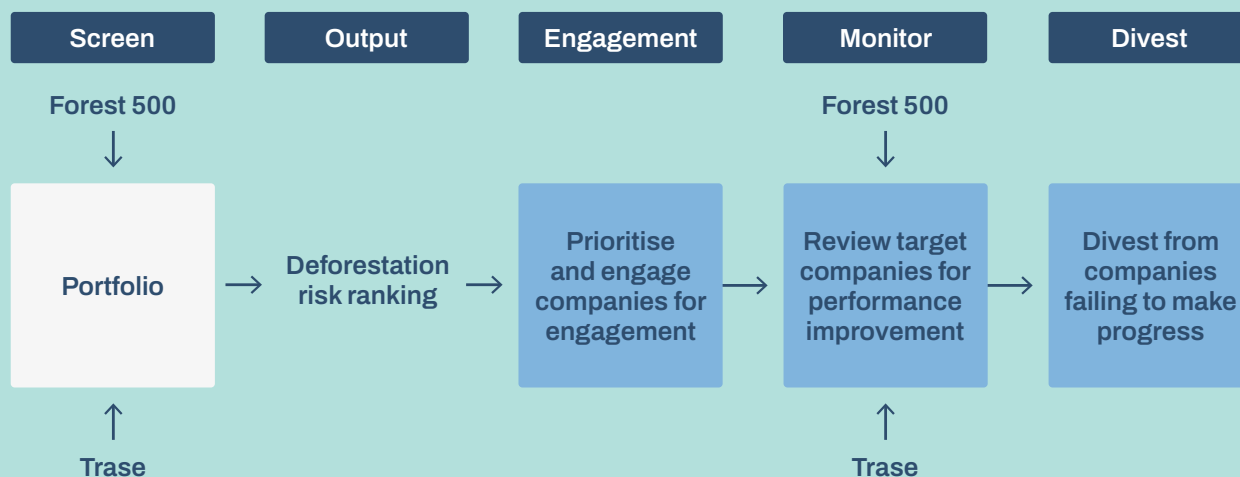 Screen
Output
Engagement
Monitor
Divest
Forest 500
Forest 500
Portfolio
Deforestation
risk ranking
Prioritise
and engage
companies for
engagement
Review target
companies for
performance
improvement
Divest from
companies
failing to make
progress
Trase
Trase